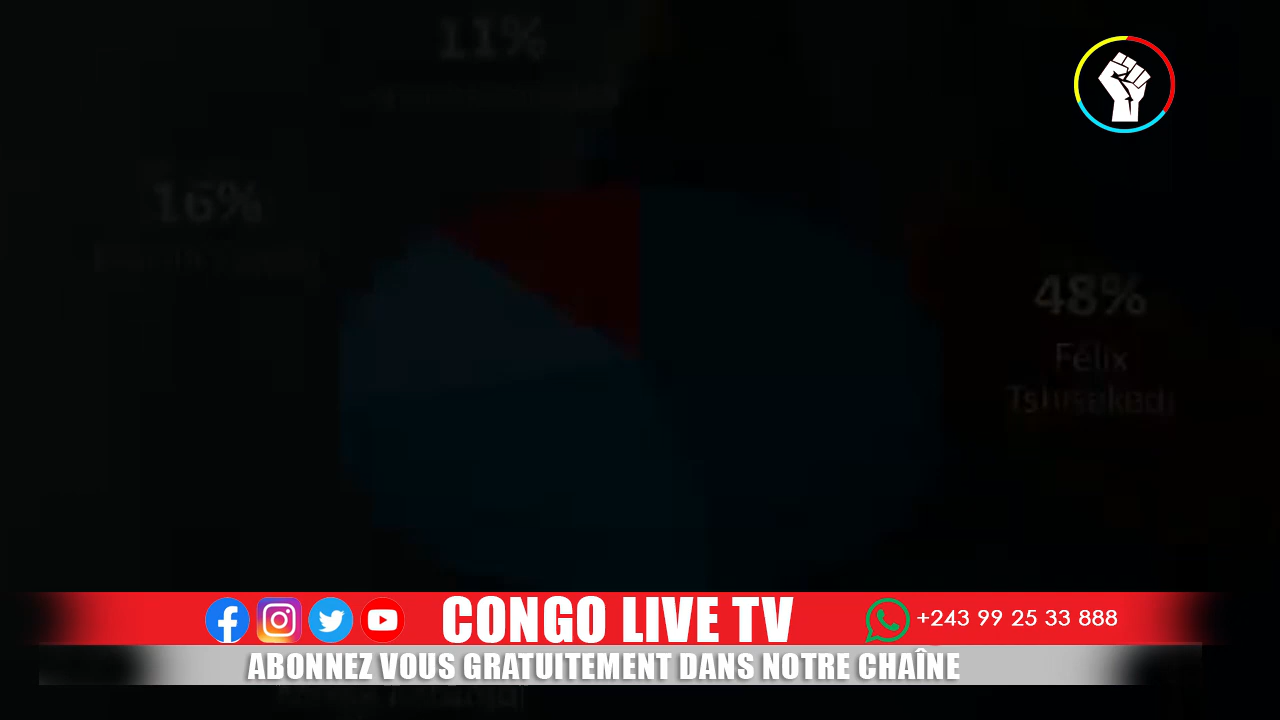 11%
16%
48%
Félix
Tshisekedi
CONGO LIVE TV
+243 99 25 33 888
ABONNEZ VOUS GRATUITEMENT DANS NOTRE CHAÎNE